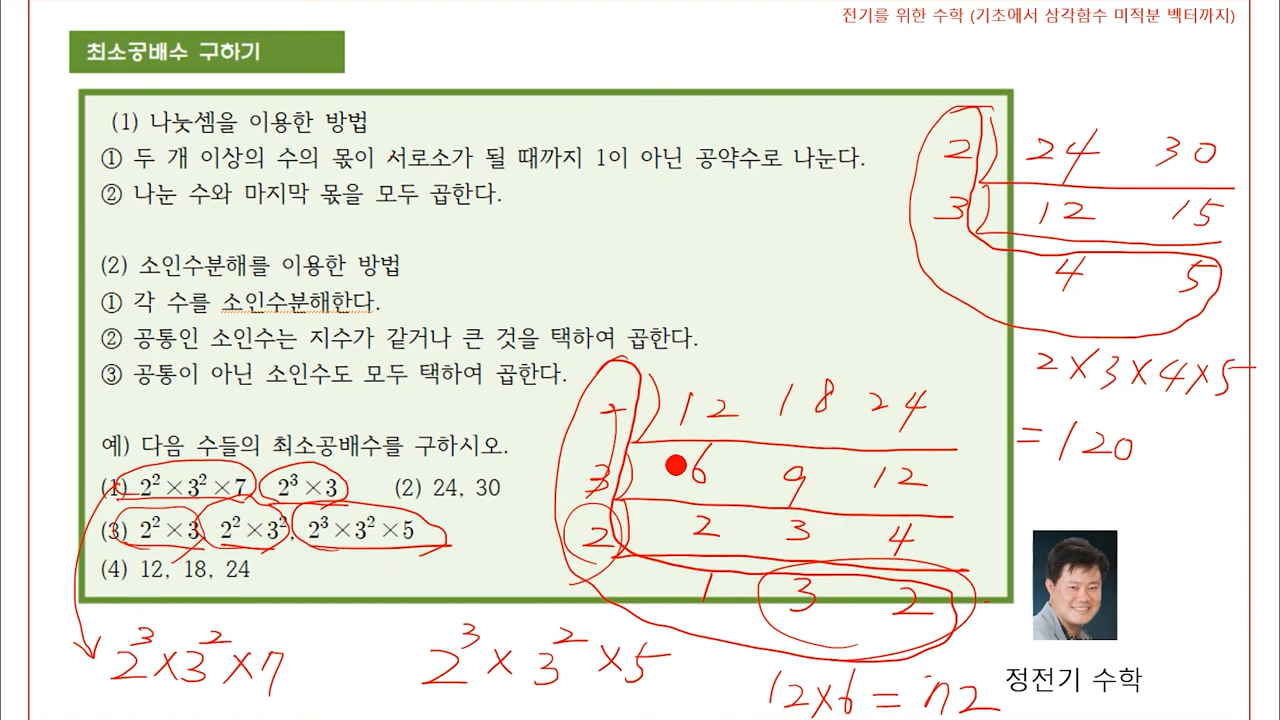 전기를 위한 수학 (기초에서 삼각함수 미적분 벡터까지)
최소공배수 구하기
(1) 나눗셈을 이용한 방법
① 두 개 이상의 수의 몫이 서로소가 될 때까지 1이 아닌 공약수로 나눈다.
② 나눈 수와 마지막 몫을 모두 곱한다.
(2) 소인수분해를 이용한 방법
① 각 수를 소인수분해한다.
② 공통인 소인수는 지수가 같거나 큰 것을 택하여 곱한다.
③ 공통이 아닌 소인수도 모두 택하여 곱한다.
예) 다음 수들의 최소공배수를 구하시오.
(1) 2²×3²×7, 2³×3 (2) 24, 30
(3) 2²×3, 2²×3², 2³×3²×5
(4) 12, 18, 24
2) 24 30
3) 12 15
4 5
2×3×4×5
=120
) 12 18 24
3) 6 9 12
2 2 3 4
1 3 2
2³×3²×7
2³×3²×5
12×6=
정전기 수학